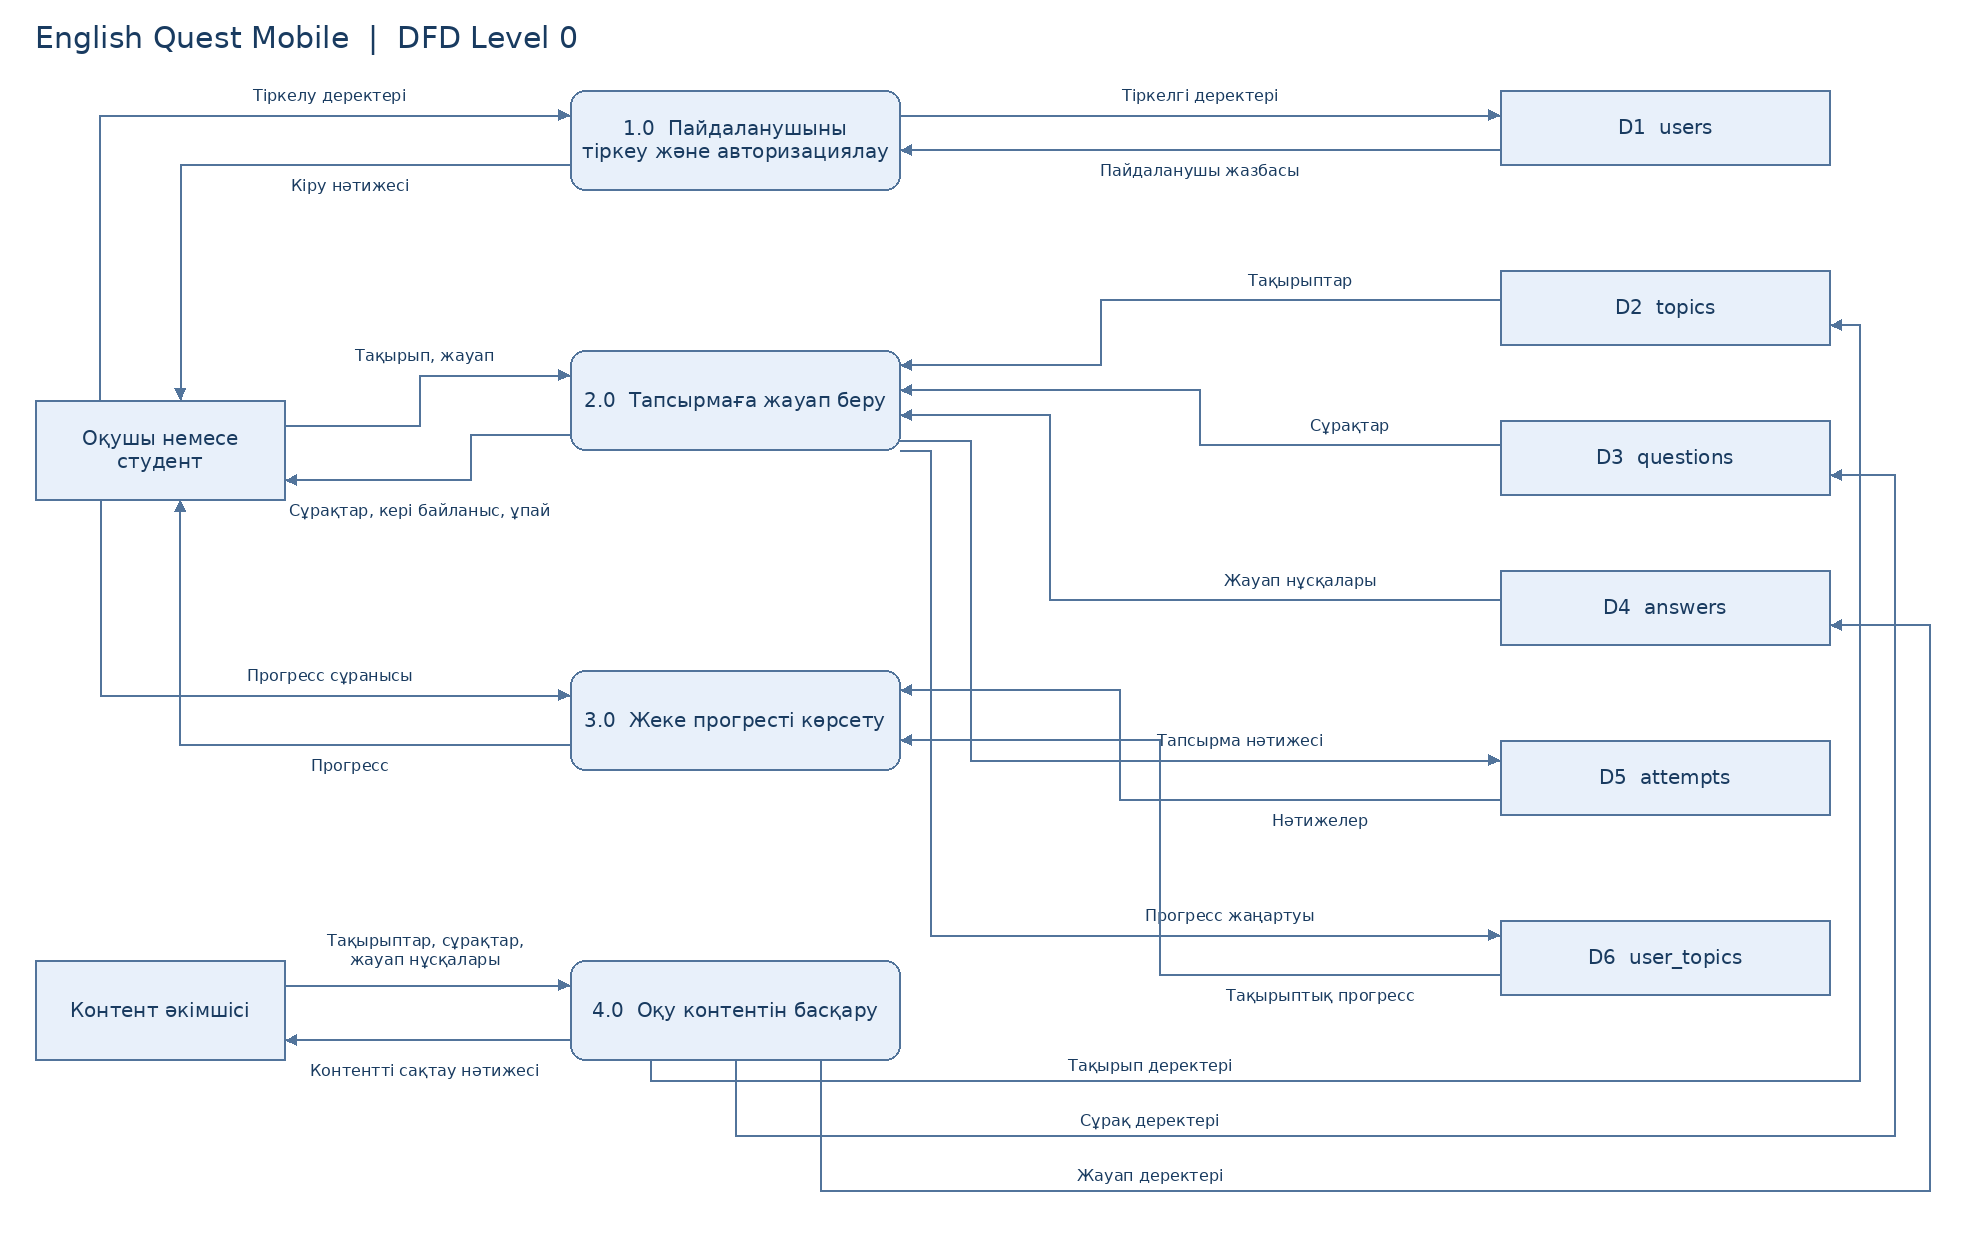 English Quest Mobile | DFD Level 0
Тіркелу деректері
1.0 Пайдаланушыны
тіркеу және авторизациялау
Тіркелгі деректері
D1 users
Кіру нәтижесі
Пайдаланушы жазбасы
Тақырыптар
D2 topics
Тақырып, жауап
2.0 Тапсырмаға жауап беру
Оқушы немесе
студент
Сұрақтар
D3 questions
Сұрақтар, кері байланыс, ұпай
Жауап нұсқалары
D4 answers
Прогресс сұранысы
3.0 Жеке прогресті көрсету
Прогресс
Тапсырма нәтижесі
D5 attempts
Нәтижелер
Прогресс жаңартуы
D6 user_topics
Тақырыптық прогресс
Тақырыптар, сұрақтар,
жауап нұсқалары
Контент әкімшісі
4.0 Оқу контентін басқару
Контентті сақтау нәтижесі
Тақырып деректері
Сұрақ деректері
Жауап деректері